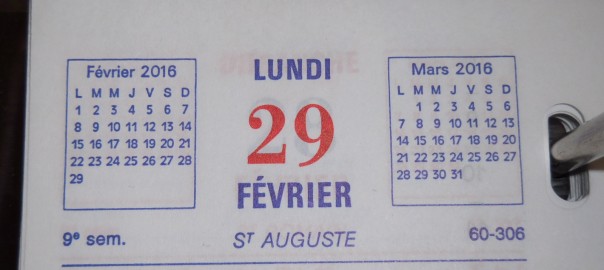 Février 2016
L M M J V S D
1 2 3 4 5 6 7
8 9 10 11 12 13 14
15 16 17 18 19 20 21
22 23 24 25 26 27 28
29
LUNDI
29
FÉVRIER
Mars 2016
L M M J V S D
1 2 3 4 5 6
7 8 9 10 11 12 13
14 15 16 17 18 19 20
21 22 23 24 25 26 27
28 29 30 31
9e sem.
ST AUGUSTE
60-306